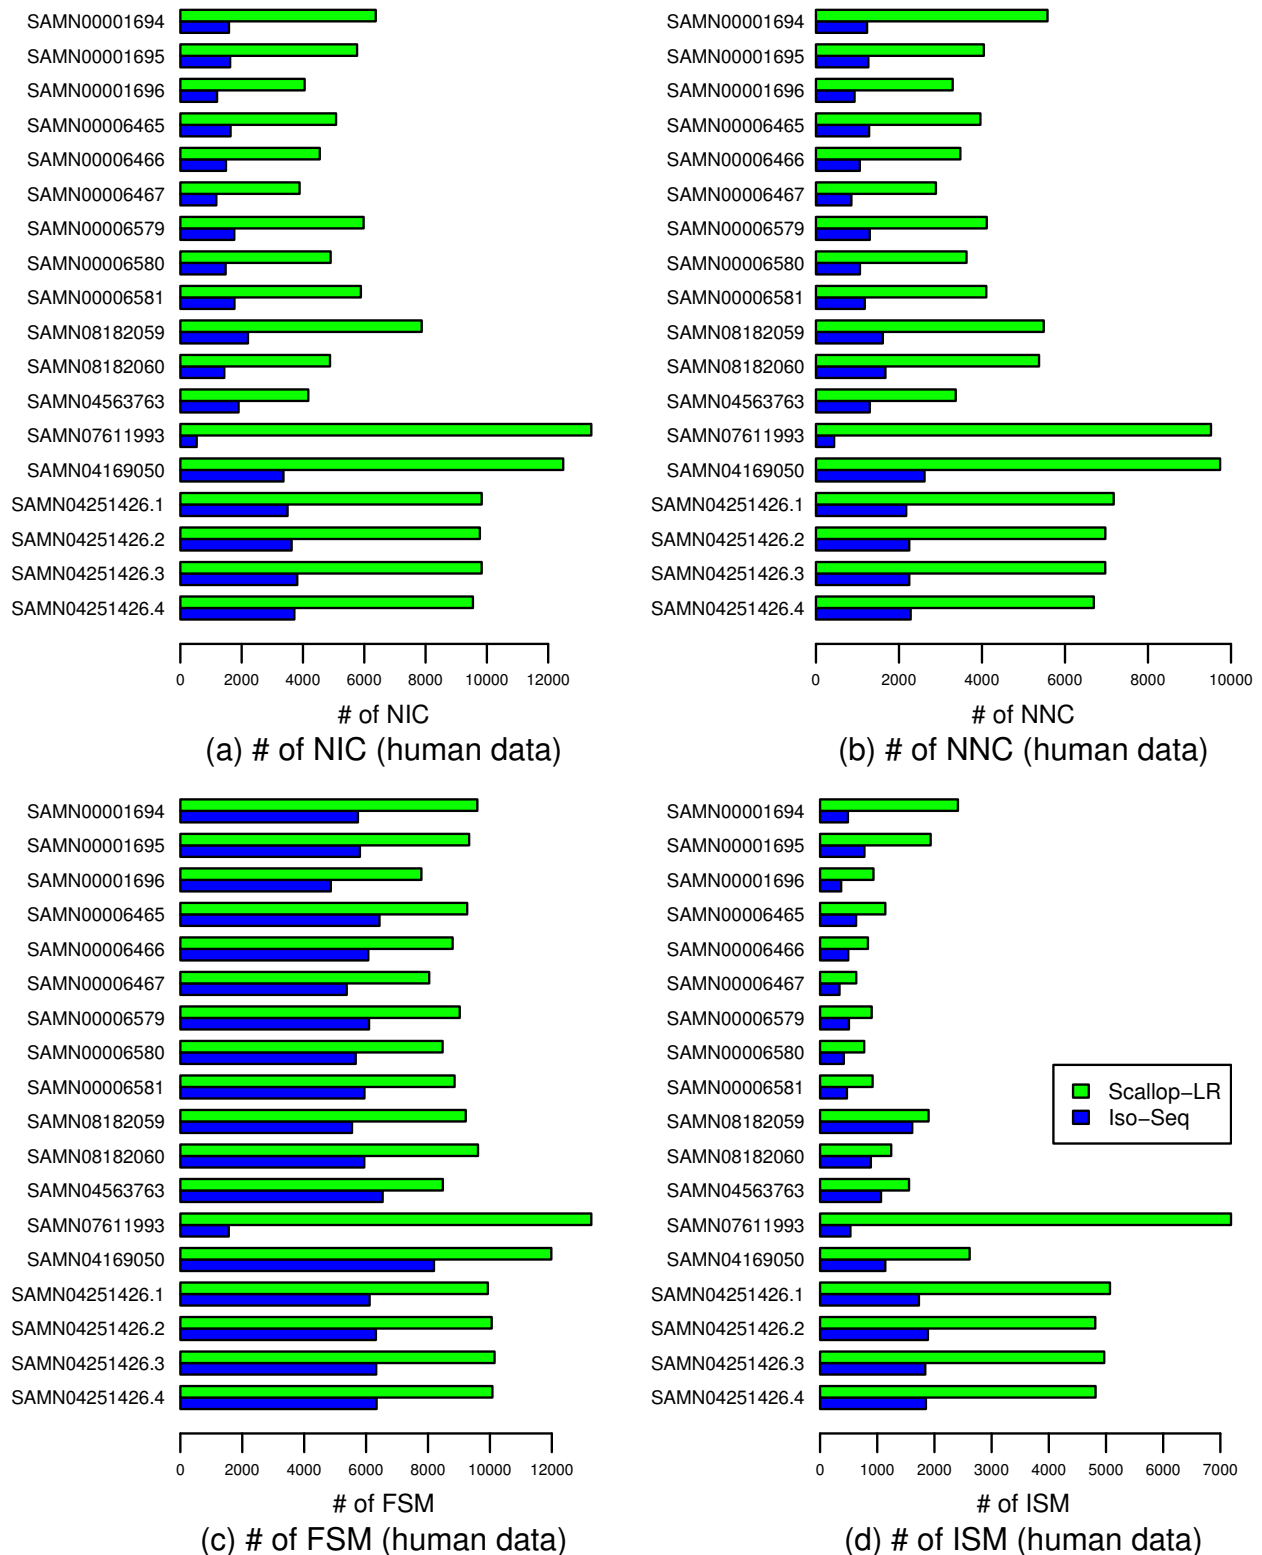 SAMN00001694
SAMN00001695
SAMN00001696
SAMN00006465
SAMN00006466
SAMN00006467
SAMN00006579
SAMN00006580
SAMN00006581
SAMN08182059
SAMN08182060
SAMN04563763
SAMN07611993
SAMN04169050
SAMN04251426.1
SAMN04251426.2
SAMN04251426.3
SAMN04251426.4
0 2000 4000 6000 8000 10000 12000
# of NIC
(a) # of NIC (human data)
SAMN00001694
SAMN00001695
SAMN00001696
SAMN00006465
SAMN00006466
SAMN00006467
SAMN00006579
SAMN00006580
SAMN00006581
SAMN08182059
SAMN08182060
SAMN04563763
SAMN07611993
SAMN04169050
SAMN04251426.1
SAMN04251426.2
SAMN04251426.3
SAMN04251426.4
0 2000 4000 6000 8000 10000
# of NNC
(b) # of NNC (human data)
SAMN00001694
SAMN00001695
SAMN00001696
SAMN00006465
SAMN00006466
SAMN00006467
SAMN00006579
SAMN00006580
SAMN00006581
SAMN08182059
SAMN08182060
SAMN04563763
SAMN07611993
SAMN04169050
SAMN04251426.1
SAMN04251426.2
SAMN04251426.3
SAMN04251426.4
0 2000 4000 6000 8000 10000 12000
# of FSM
(c) # of FSM (human data)
SAMN00001694
SAMN00001695
SAMN00001696
SAMN00006465
SAMN00006466
SAMN00006467
SAMN00006579
SAMN00006580
SAMN00006581
SAMN08182059
SAMN08182060
SAMN04563763
SAMN07611993
SAMN04169050
SAMN04251426.1
SAMN04251426.2
SAMN04251426.3
SAMN04251426.4
Scallop−LR
Iso−Seq
0 1000 2000 3000 4000 5000 6000 7000
# of ISM
(d) # of ISM (human data)